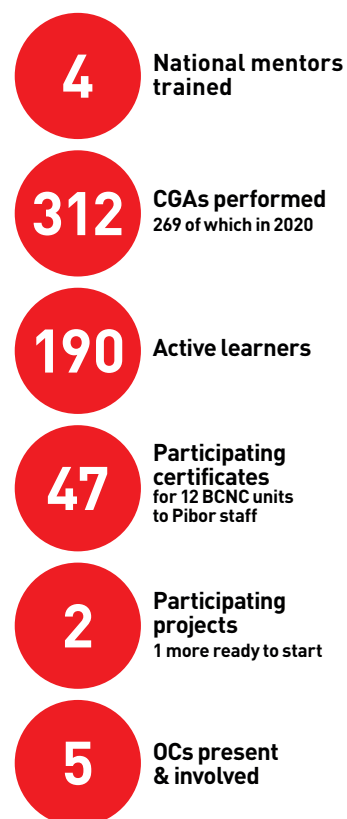 4
National mentors
trained
312
CGAs performed
269 of which in 2020
190
Active learners
47
Participating
certificates
for 12 BCNC units
to Pibor staff
2
Participating
projects
1 more ready to start
5
OCs present
& involved